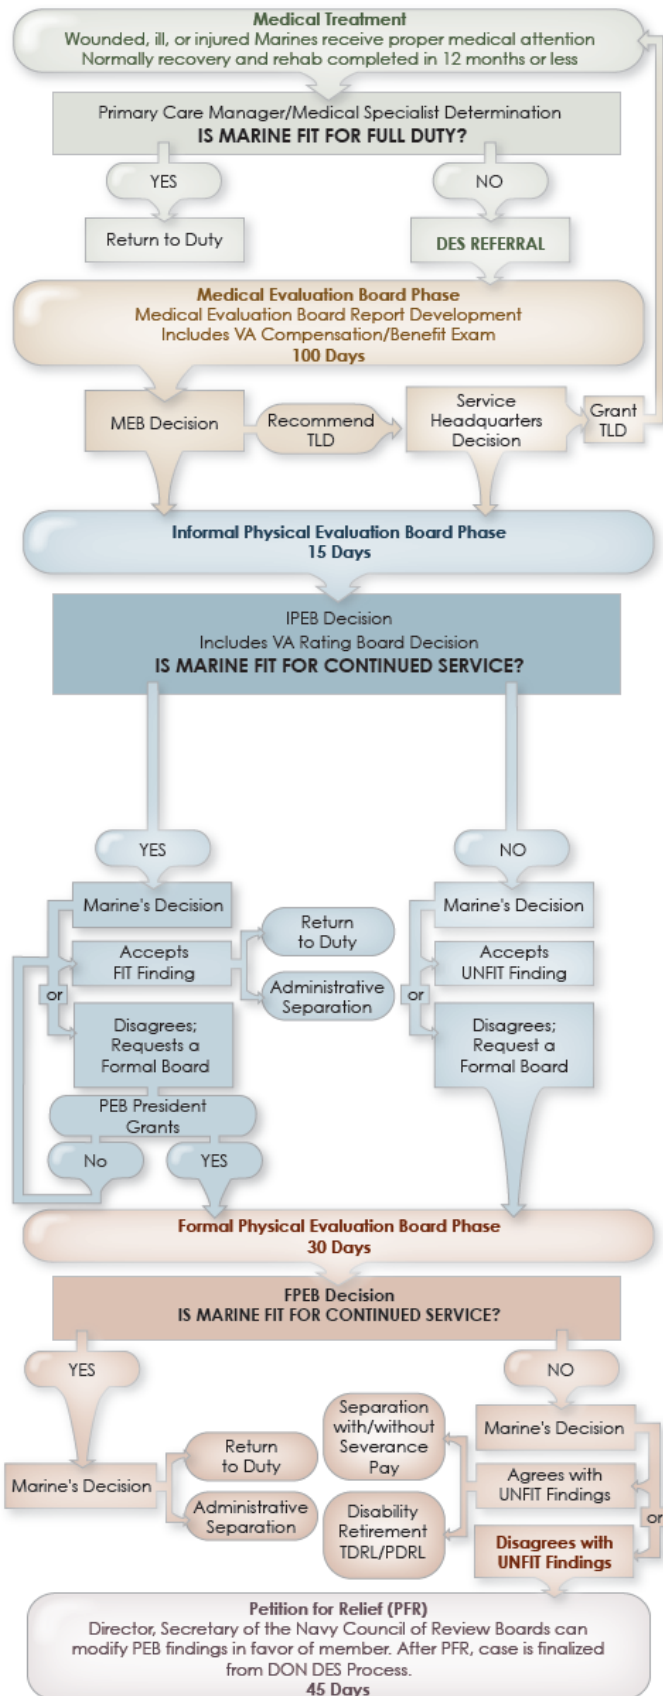 Medical Treatment
Wounded, ill, or injured Marines receive proper medical attention
Normally recovery and rehab completed in 12 months or less
Primary Care Manager/Medical Specialist Determination
IS MARINE FIT FOR FULL DUTY?
YES
NO
Return to Duty
DES REFERRAL
Medical Evaluation Board Phase
Medical Evaluation Board Report Development
Includes VA Compensation/Benefit Exam
100 Days
MEB Decision
Recommend
TLD
Service
Headquarters
Decision
Grant
TLD
Informal Physical Evaluation Board Phase
15 Days
IPEB Decision
Includes VA Rating Board Decision
IS MARINE FIT FOR CONTINUED SERVICE?
YES
NO
Marine's Decision
Accepts
FIT Finding
or
Disagrees;
Requests a
Formal Board
Return
to Duty
Administrative
Separation
PEB President
Grants
No
YES
Marine's Decision
Accepts
UNFIT Finding
or
Disagrees;
Request a
Formal Board
Formal Physical Evaluation Board Phase
30 Days
FPEB Decision
IS MARINE FIT FOR CONTINUED SERVICE?
YES
NO
Marine's Decision
Return
to Duty
Administrative
Separation
Separation
with/without
Severance
Pay
Disability
Retirement
TDRL/PDRL
Marine's Decision
Agrees with
UNFIT Findings
or
Disagrees with
UNFIT Findings
Petition for Relief (PFR)
Director, Secretary of the Navy Council of Review Boards can
modify PEB findings in favor of member. After PFR, case is finalized
from DON DES Process.
45 Days